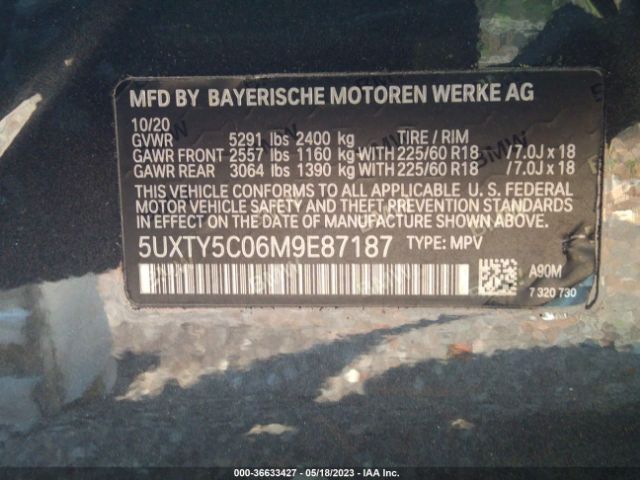 MFD BY BAYERISCHE MOTOREN WERKE AG
10/20
GVWR 5291 lbs 2400 kg TIRE / RIM
GAWR FRONT 2557 lbs 1160 kg WITH 225/60 R18 /7.0J x 18
GAWR REAR 3064 lbs 1390 kg WITH 225/60 R18 /7.0J x 18
THIS VEHICLE CONFORMS TO ALL APPLICABLE U. S. FEDERAL
MOTOR VEHICLE SAFETY AND THEFT PREVENTION STANDARDS
IN EFFECT ON THE DATE OF MANUFACTURE SHOWN ABOVE.
5UXTY5C06M9E87187 TYPE: MPV
A90M
7 320 730
000-36633427 - 05/18/2023 - IAA Inc.